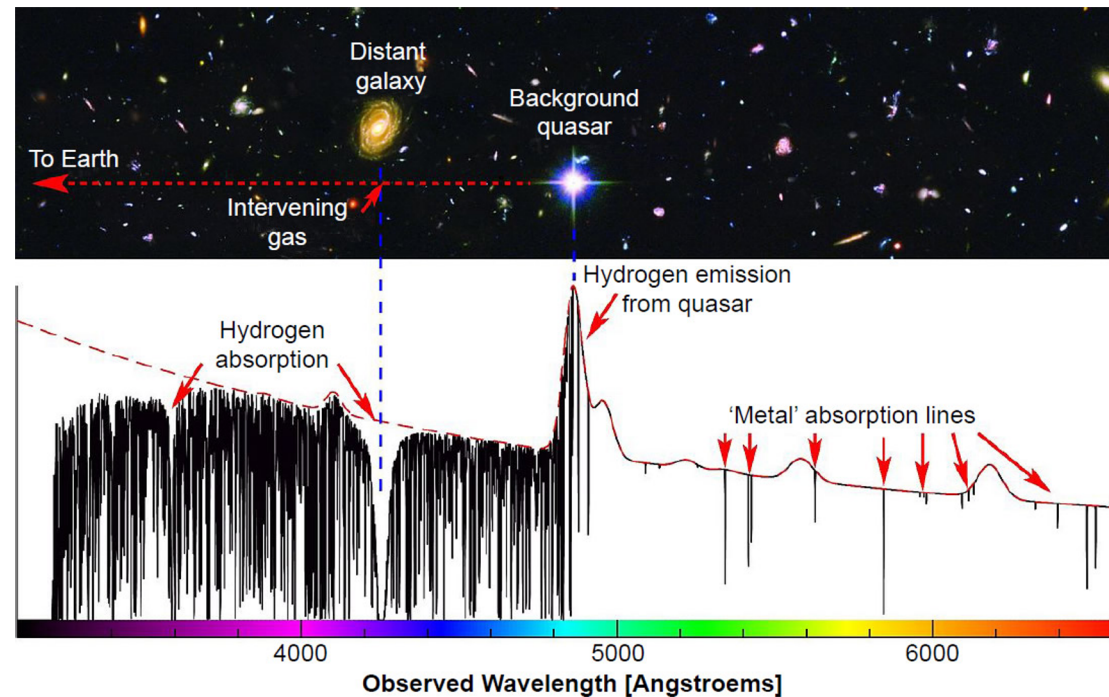 Distant
galaxy
Background
quasar
To Earth
Intervening
gas
Hydrogen emission
from quasar
Hydrogen
absorption
‘Metal’ absorption lines
4000
5000
6000
Observed Wavelength [Angstroems]